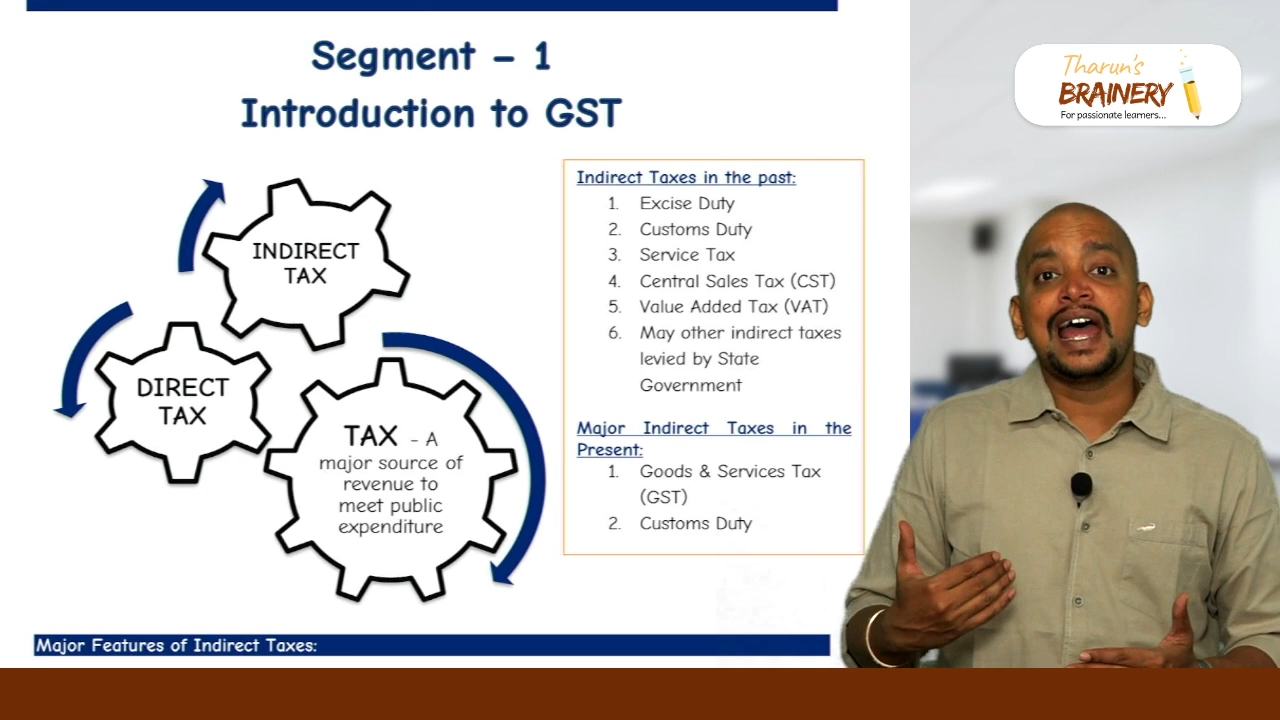 Segment – 1
Introduction to GST
INDIRECT
TAX
DIRECT
TAX
TAX - A
major source of
revenue to
meet public
expenditure
Indirect Taxes in the past:
1. Excise Duty
2. Customs Duty
3. Service Tax
4. Central Sales Tax (CST)
5. Value Added Tax (VAT)
6. May other indirect taxes
levied by State
Government
Major Indirect Taxes in the
Present:
1. Goods & Services Tax
(GST)
2. Customs Duty
Major Features of Indirect Taxes:
Tharun's
BRAINERY
For passionate learners...